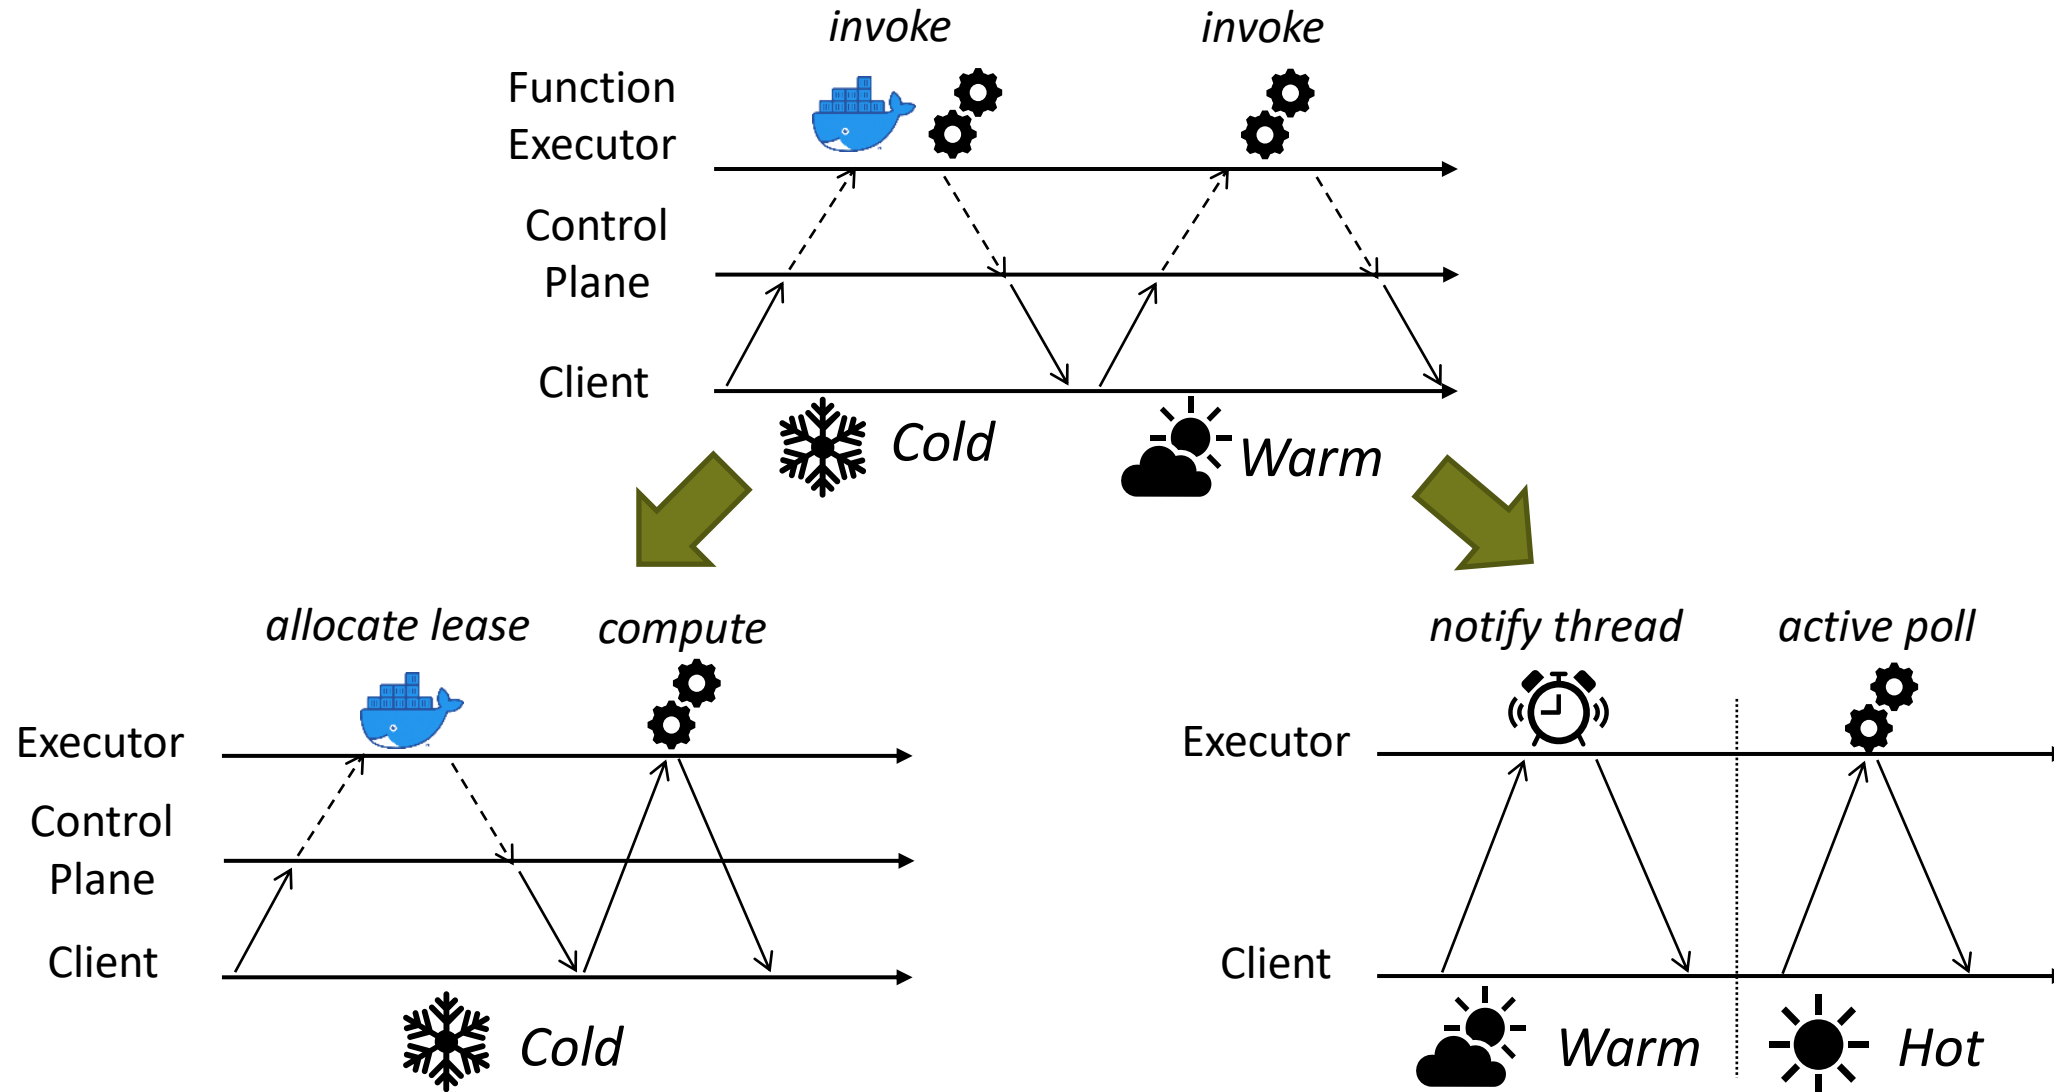 invoke
invoke
Function
Executor
Control
Plane
Client
Cold
Warm
allocate lease
compute
Executor
Control
Plane
Client
Cold
notify thread
active poll
Executor
Client
Warm
Hot